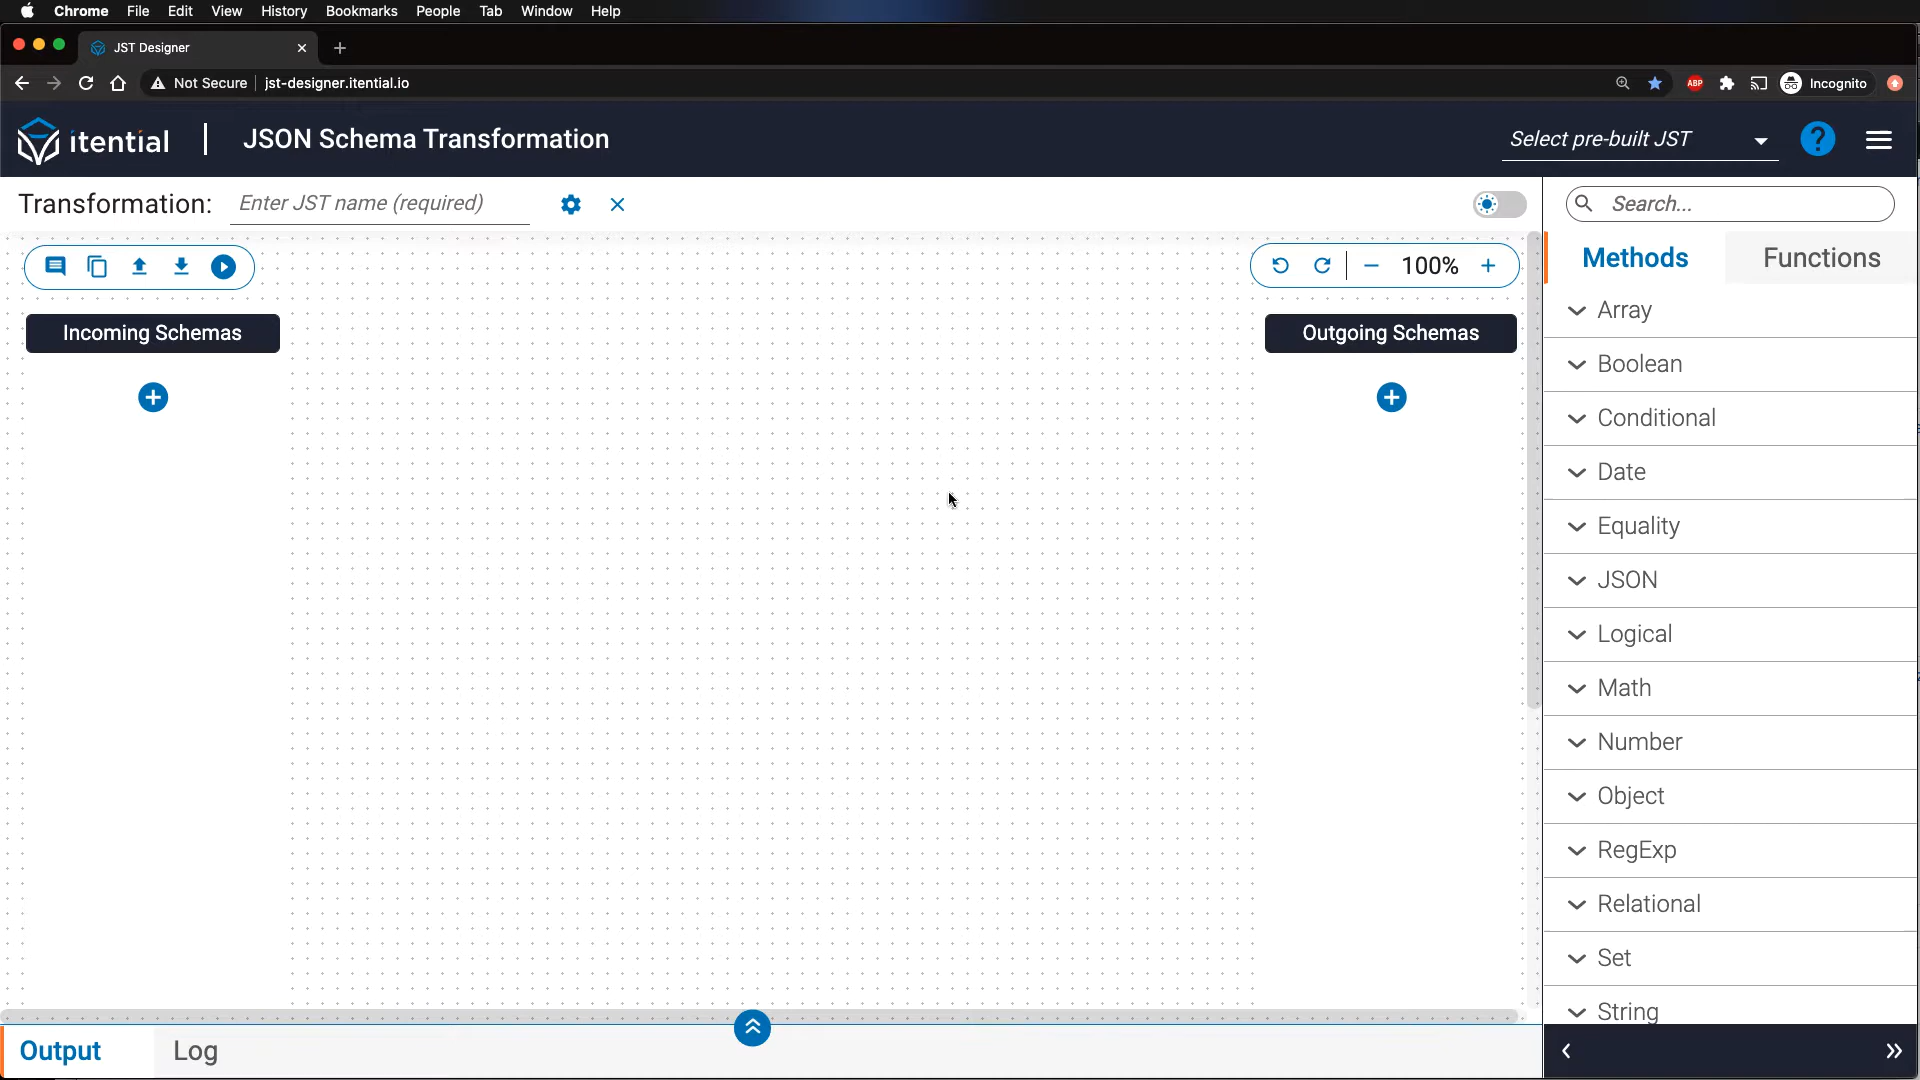 Chrome File Edit View History Bookmarks People Tab Window Help
JST Designer
Not Secure jst-designer.itential.io ABP Incognito
itential JSON Schema Transformation Select pre-built JST ?
Transformation: Enter JST name (required) Search...
Methods Functions
100%
Incoming Schemas Outgoing Schemas
Array
Boolean
Conditional
Date
Equality
JSON
Logical
Math
Number
Object
RegExp
Relational
Set
String
Output Log